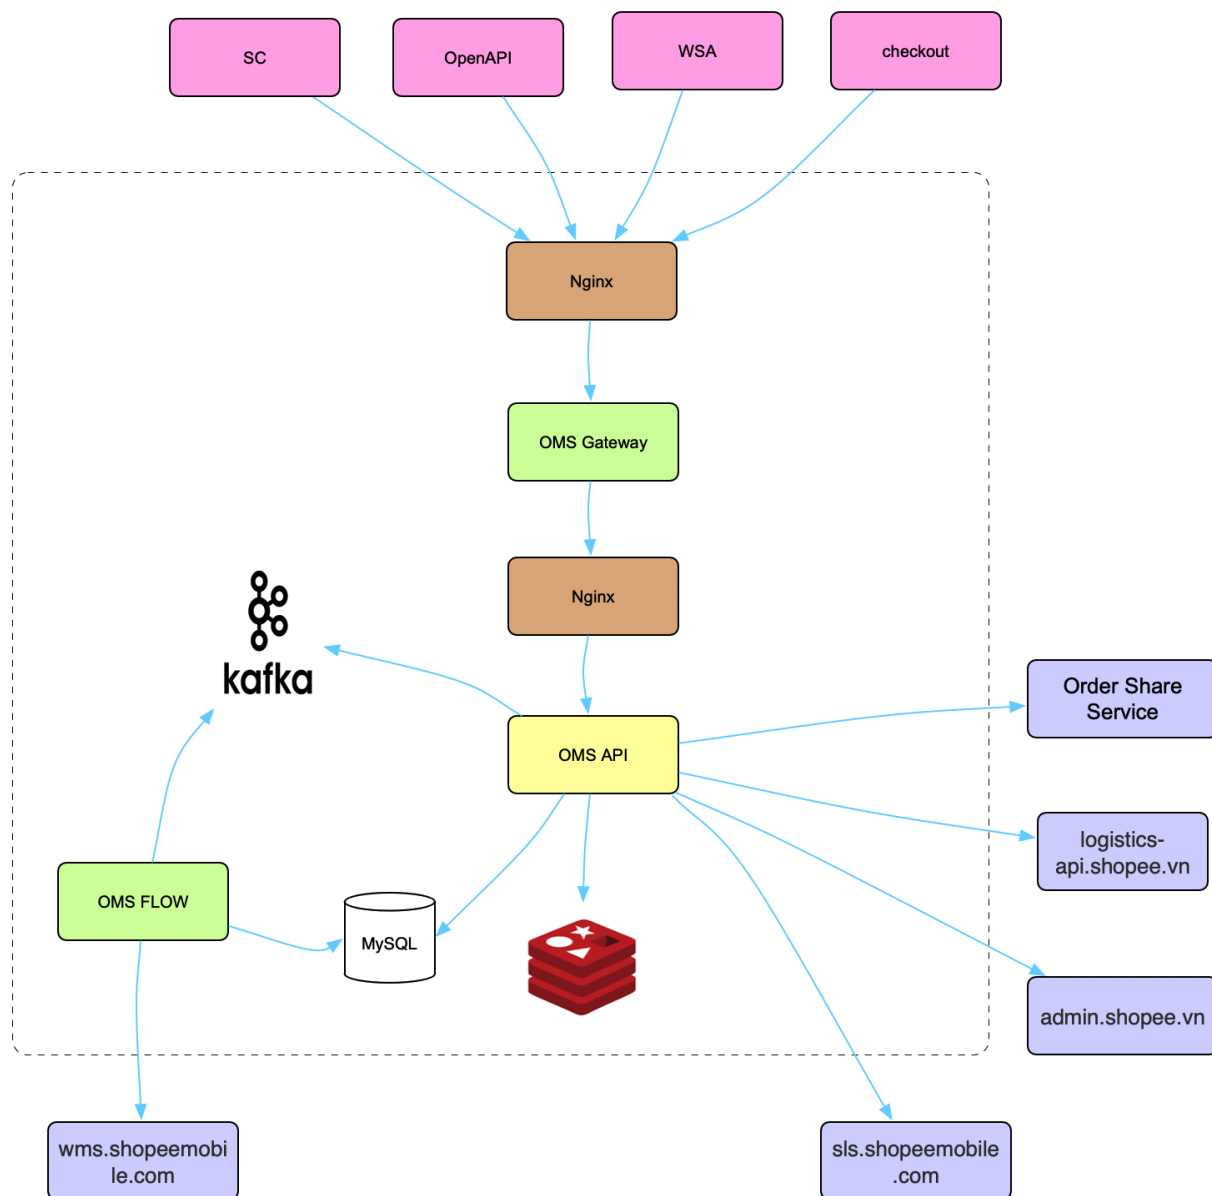 SC
OpenAPI
WSA
checkout
Nginx
OMS Gateway
Nginx
kafka
OMS API
Order Share
Service
logistics-
api.shopee.vn
OMS FLOW
MySQL
admin.shopee.vn
wms.shopeemobi
le.com
sls.shopeemobile
.com